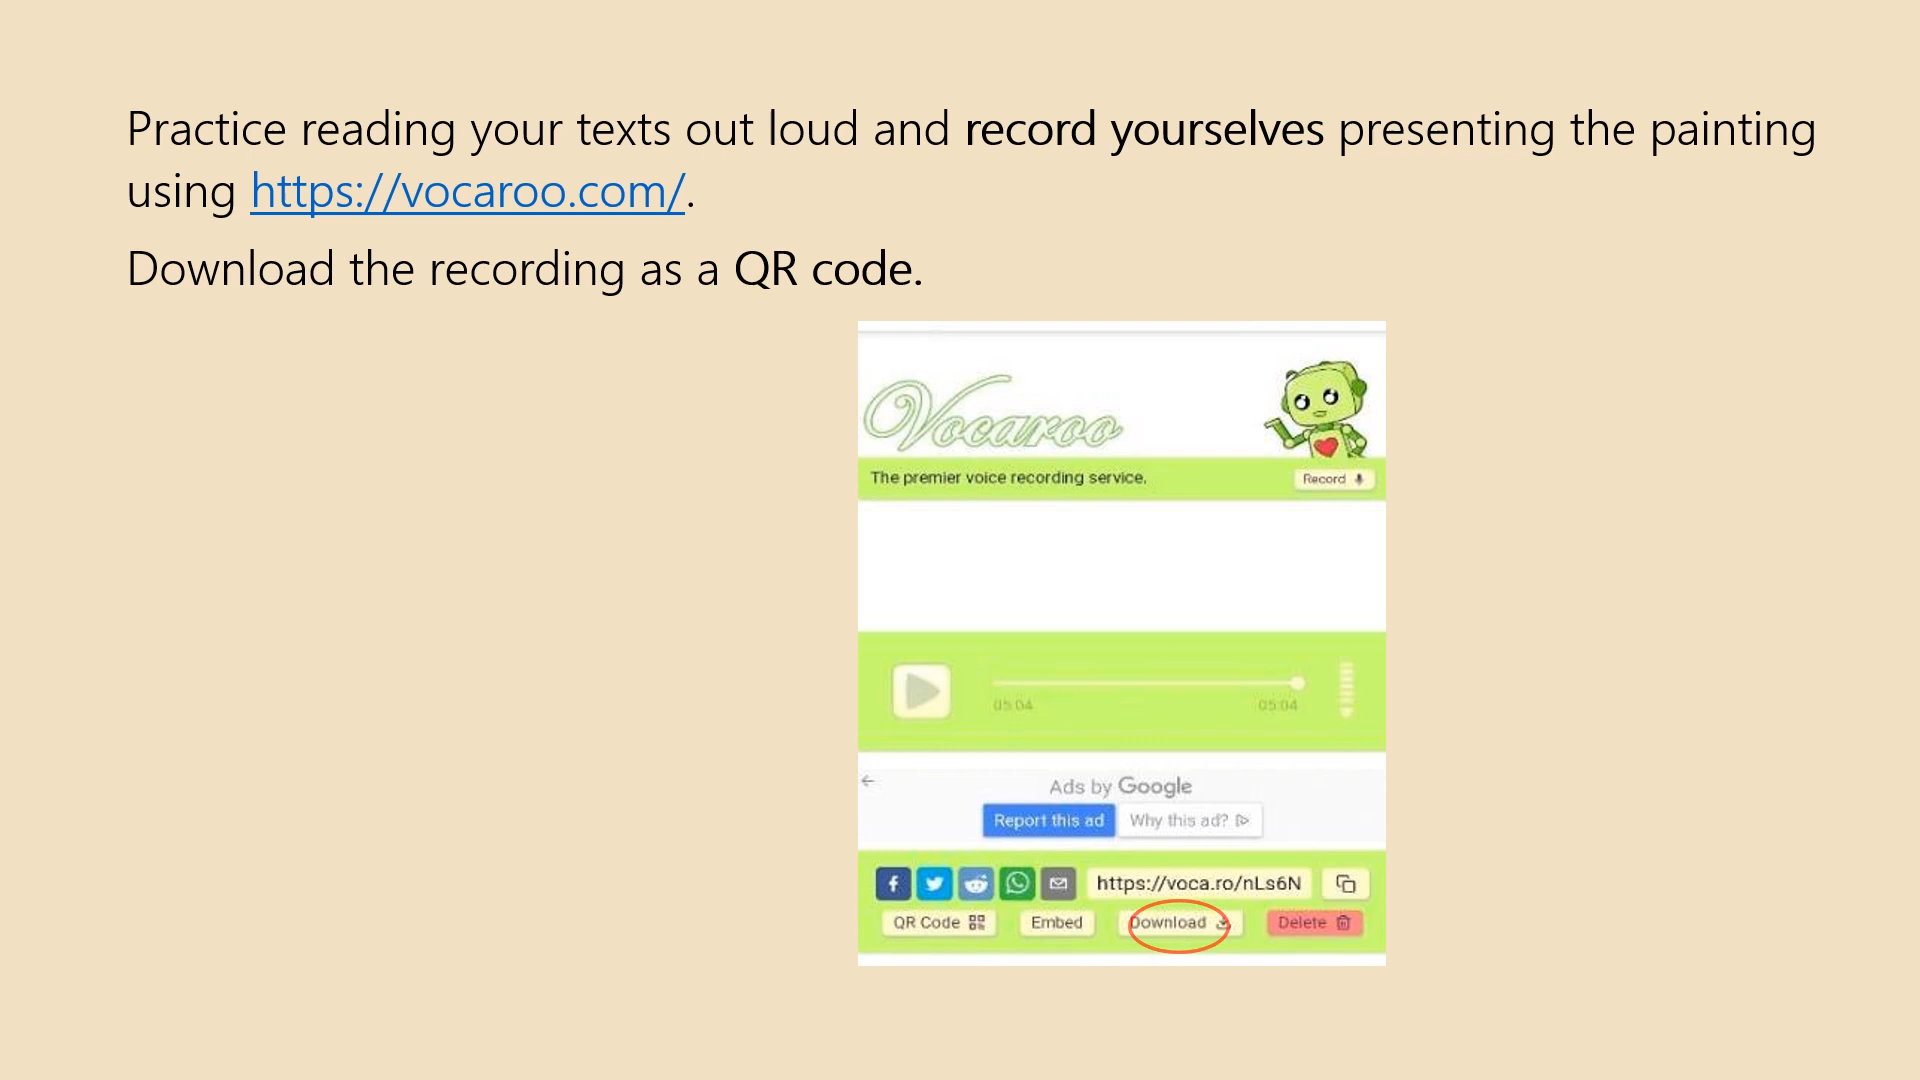 Practice reading your texts out loud and record yourselves presenting the painting
using https://vocaroo.com/.
Download the recording as a QR code.
Vocaroo
The premier voice recording service.
Record
05:04
05:04
Ads by Google
Report this ad
Why this ad?
https://voca.ro/nLs6N
QR Code
Embed
Download
Delete